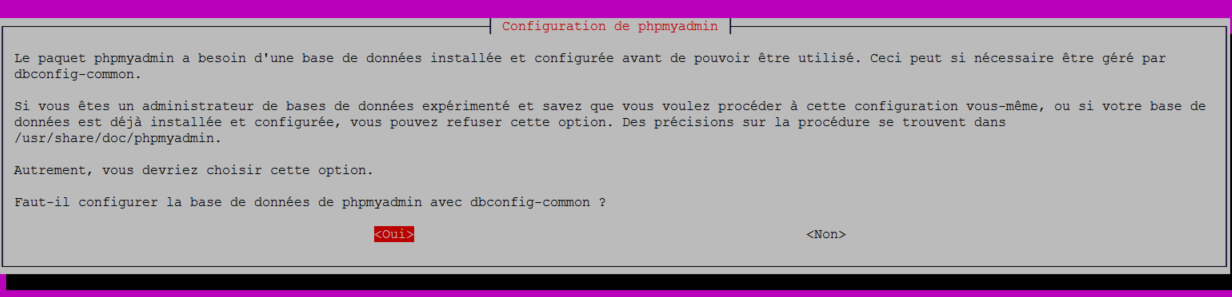 Configuration de phpmyadmin
Le paquet phpmyadmin a besoin d'une base de données installée et configurée avant de pouvoir être utilisé. Ceci peut si nécessaire être géré par
dbconfig-common.
Si vous êtes un administrateur de bases de données expérimenté et savez que vous voulez procéder à cette configuration vous-même, ou si votre base de
données est déjà installée et configurée, vous pouvez refuser cette option. Des précisions sur la procédure se trouvent dans
/usr/share/doc/phpmyadmin.
Autrement, vous devriez choisir cette option.
Faut-il configurer la base de données de phpmyadmin avec dbconfig-common ?
<Oui> <Non>